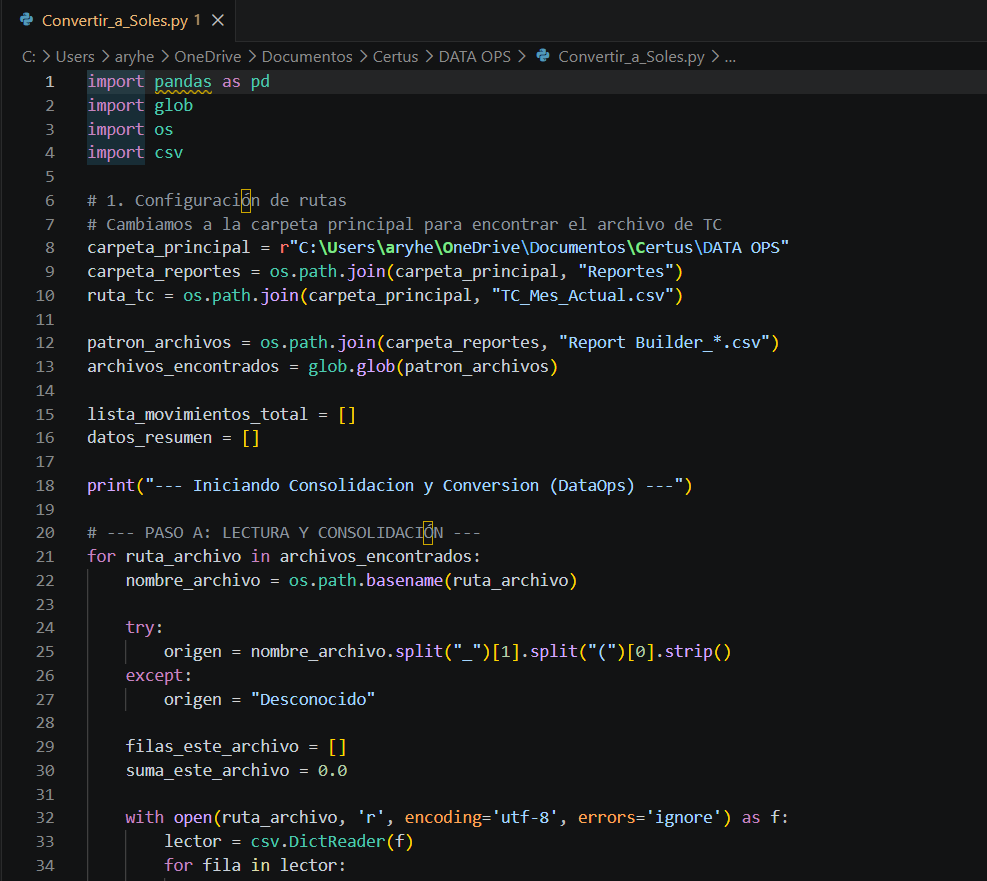 Convertir_a_Soles.py 1
C: > Users > aryhe > OneDrive > Documentos > Certus > DATA OPS > Convertir_a_Soles.py > ...
1 import pandas as pd
2 import glob
3 import os
4 import csv
5
6 # 1. Configuración de rutas
7 # Cambiamos a la carpeta principal para encontrar el archivo de TC
8 carpeta_principal = r"C:\Users\aryhe\OneDrive\Documentos\Certus\DATA OPS"
9 carpeta_reportes = os.path.join(carpeta_principal, "Reportes")
10 ruta_tc = os.path.join(carpeta_principal, "TC_Mes_Actual.csv")
11
12 patron_archivos = os.path.join(carpeta_reportes, "Report Builder_*.csv")
13 archivos_encontrados = glob.glob(patron_archivos)
14
15 lista_movimientos_total = []
16 datos_resumen = []
17
18 print("--- Iniciando Consolidacion y Conversion (DataOps) ---")
19
20 # --- PASO A: LECTURA Y CONSOLIDACIÓN ---
21 for ruta_archivo in archivos_encontrados:
22     nombre_archivo = os.path.basename(ruta_archivo)
23
24     try:
25         origen = nombre_archivo.split("_")[1].split("(")[0].strip()
26     except:
27         origen = "Desconocido"
28
29     filas_este_archivo = []
30     suma_este_archivo = 0.0
31
32     with open(ruta_archivo, 'r', encoding='utf-8', errors='ignore') as f:
33         lector = csv.DictReader(f)
34         for fila in lector: